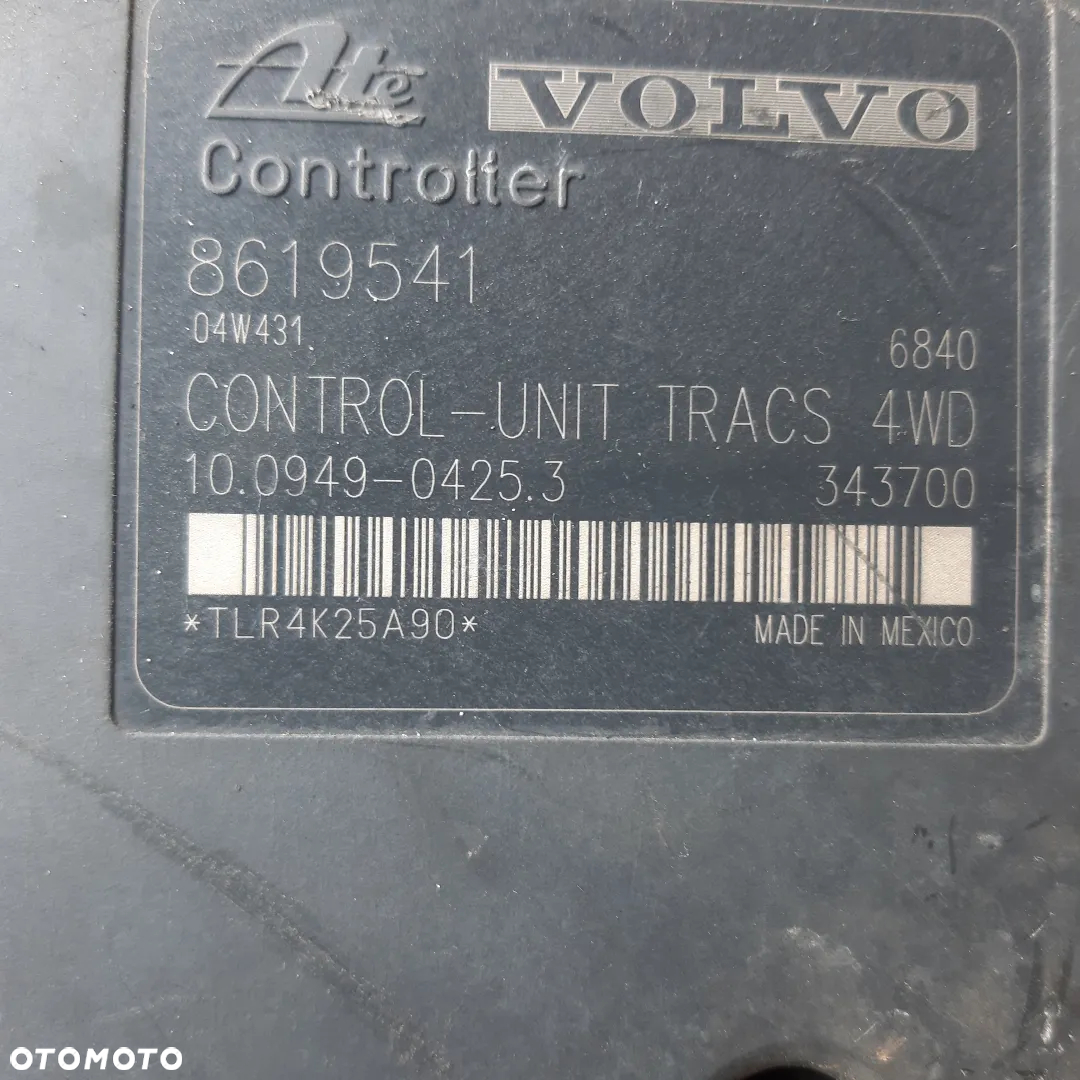 Ate VOLVO
Controller
8619541
04W431 6840
CONTROL-UNIT TRACS 4WD
10.0949-0425.3 343700
*TLR4K25A90* MADE IN MEXICO
OTOMOTO